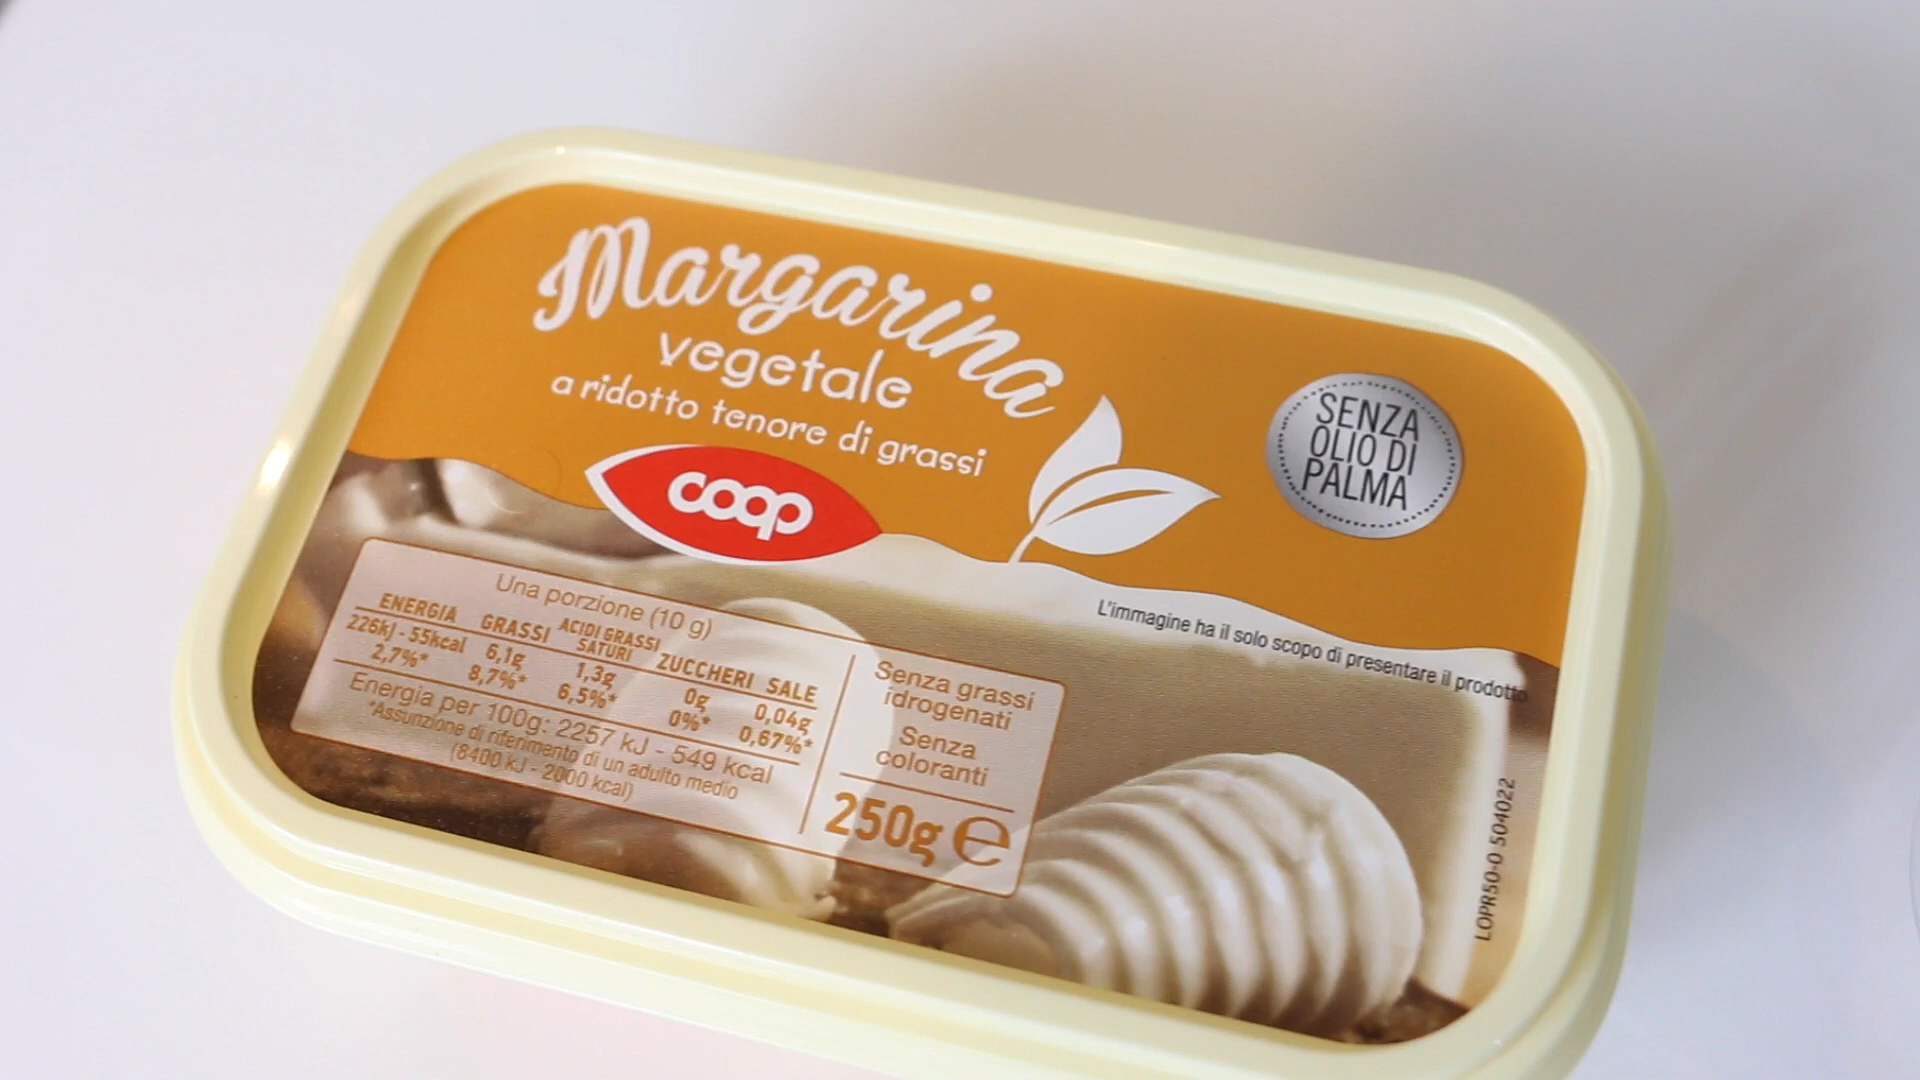 Margarina
vegetale
a ridotto tenore di grassi
coop
SENZA
OLIO DI
PALMA
L'immagine ha il solo scopo di presentare il prodotto
Una porzione (10 g)
ENERGIA GRASSI ACIDI GRASSI SATURI ZUCCHERI SALE
226kJ - 55kcal 6,1g 1,3g 0g 0,04g
2,7%* 8,7%* 6,5%* 0%* 0,67%*
Energia per 100g: 2257 kJ - 549 kcal
*Assunzione di riferimento di un adulto medio
(8400 kJ - 2000 kcal)
Senza grassi
idrogenati
Senza
coloranti
250g e
LOPR50-0 504022